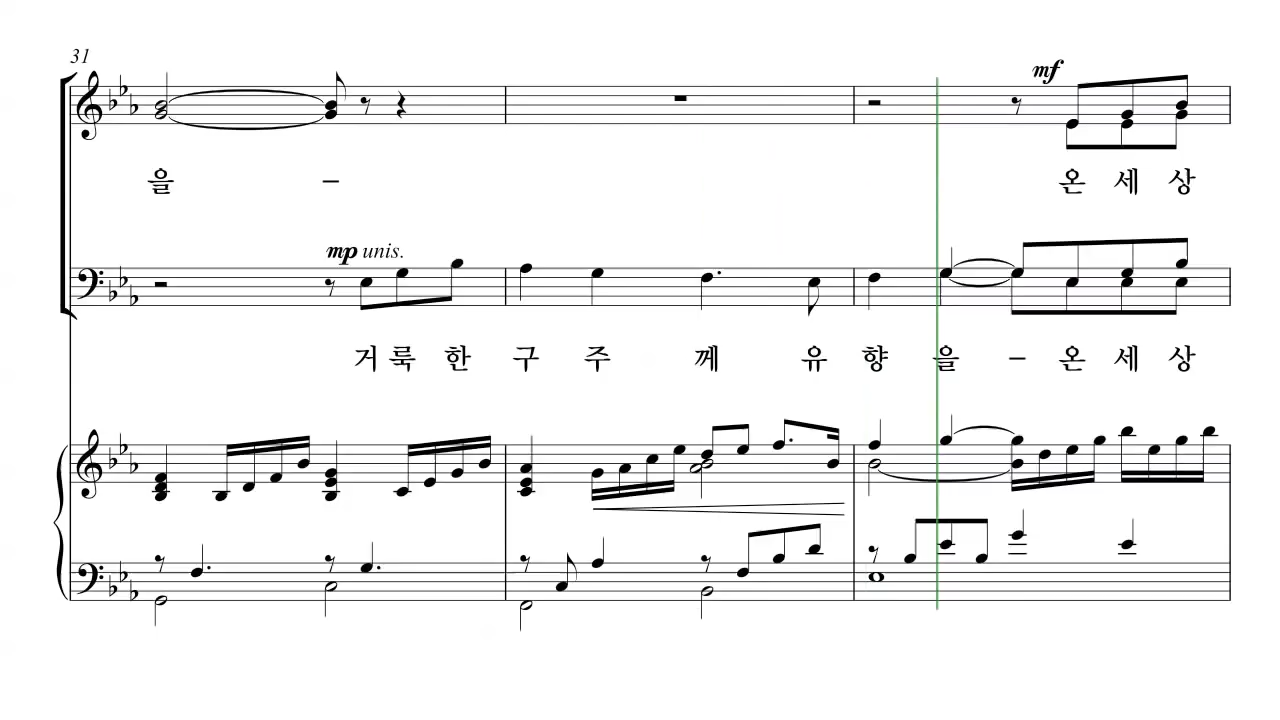 31
mf
을 – 온 세 상
mp unis.
거 룩 한 구 주 께 유 향 을 – 온 세 상